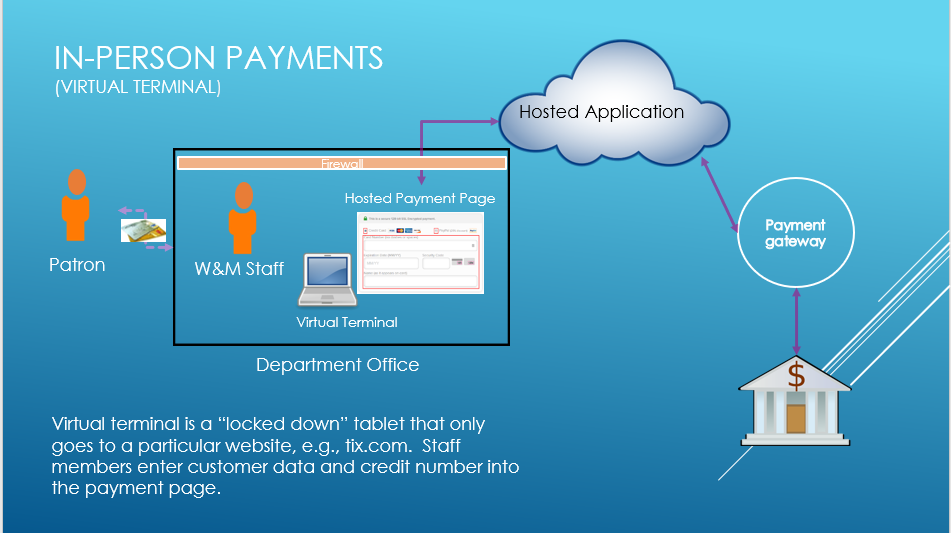 IN-PERSON PAYMENTS
(VIRTUAL TERMINAL)
Hosted Application
Firewall
Hosted Payment Page
Payment
gateway
Patron
W&M Staff
Virtual Terminal
Department Office
$
Virtual terminal is a “locked down” tablet that only
goes to a particular website, e.g., tix.com.  Staff
members enter customer data and credit number into
the payment page.